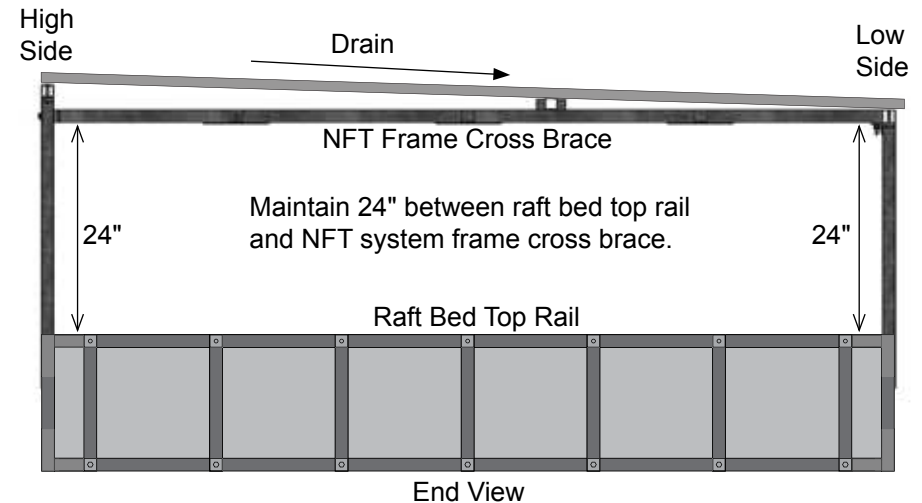 High
Side
Drain
Low
Side
NFT Frame Cross Brace
24"
Maintain 24" between raft bed top rail
and NFT system frame cross brace.
24"
Raft Bed Top Rail
End View